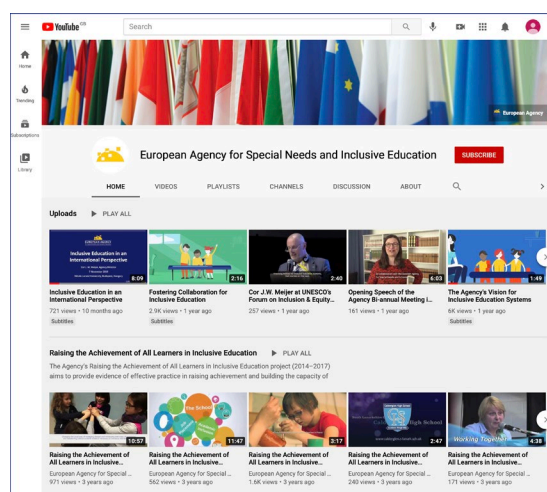 YouTube GB
Search
Home
Trending
Subscriptions
Library
European Agency
European Agency for Special Needs and Inclusive Education
SUBSCRIBE
HOME VIDEOS PLAYLISTS CHANNELS DISCUSSION ABOUT
Uploads PLAY ALL
Inclusive Education in an
International Perspective
8:09
2:16
2:40
6:03
1:49
Inclusive Education in an
International Perspective
721 views • 10 months ago
Subtitles
Fostering Collaboration for
Inclusive Education
2.9K views • 1 year ago
Subtitles
Cor J.W. Meijer at UNESCO's
Forum on Inclusion & Equity...
257 views • 1 year ago
Opening Speech of the
Agency Bi-annual Meeting i...
161 views • 1 year ago
The Agency's Vision for
Inclusive Education Systems
6K views • 1 year ago
Subtitles
Raising the Achievement of All Learners in Inclusive Education PLAY ALL
The Agency's Raising the Achievement of All Learners in Inclusive Education project (2014–2017)
aims to provide evidence of effective practice in raising achievement and building the capacity of
10:57
The School
11:47
3:17
High School
2:47
Working Together
4:38
Raising the Achievement of
All Learners in Inclusive...
European Agency for Special ...
971 views • 3 years ago
Raising the Achievement of
All Learners in Inclusive...
European Agency for Special ...
562 views • 3 years ago
Raising the Achievement of
All Learners in Inclusive...
European Agency for Special ...
1.6K views • 3 years ago
Raising the Achievement of
All Learners in Inclusive...
European Agency for Special ...
240 views • 3 years ago
Raising the Achievement of
All Learners in Inclusive...
European Agency for Special ...
171 views • 3 years ago